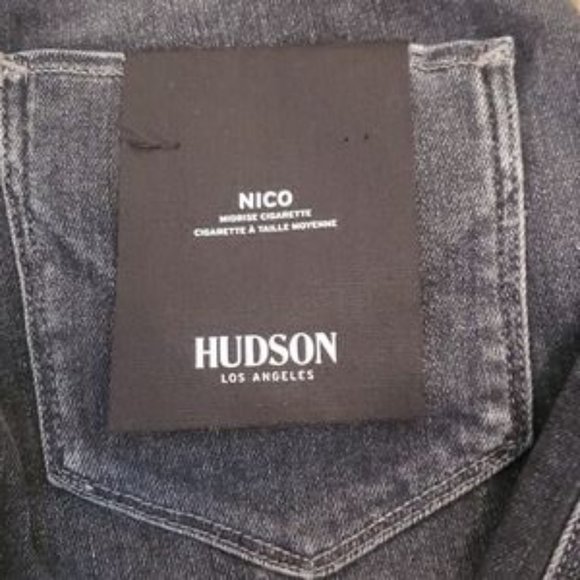 NICO
MIDRISE CIGARETTE
CIGARETTE À TAILLE MOYENNE
HUDSON
LOS ANGELES